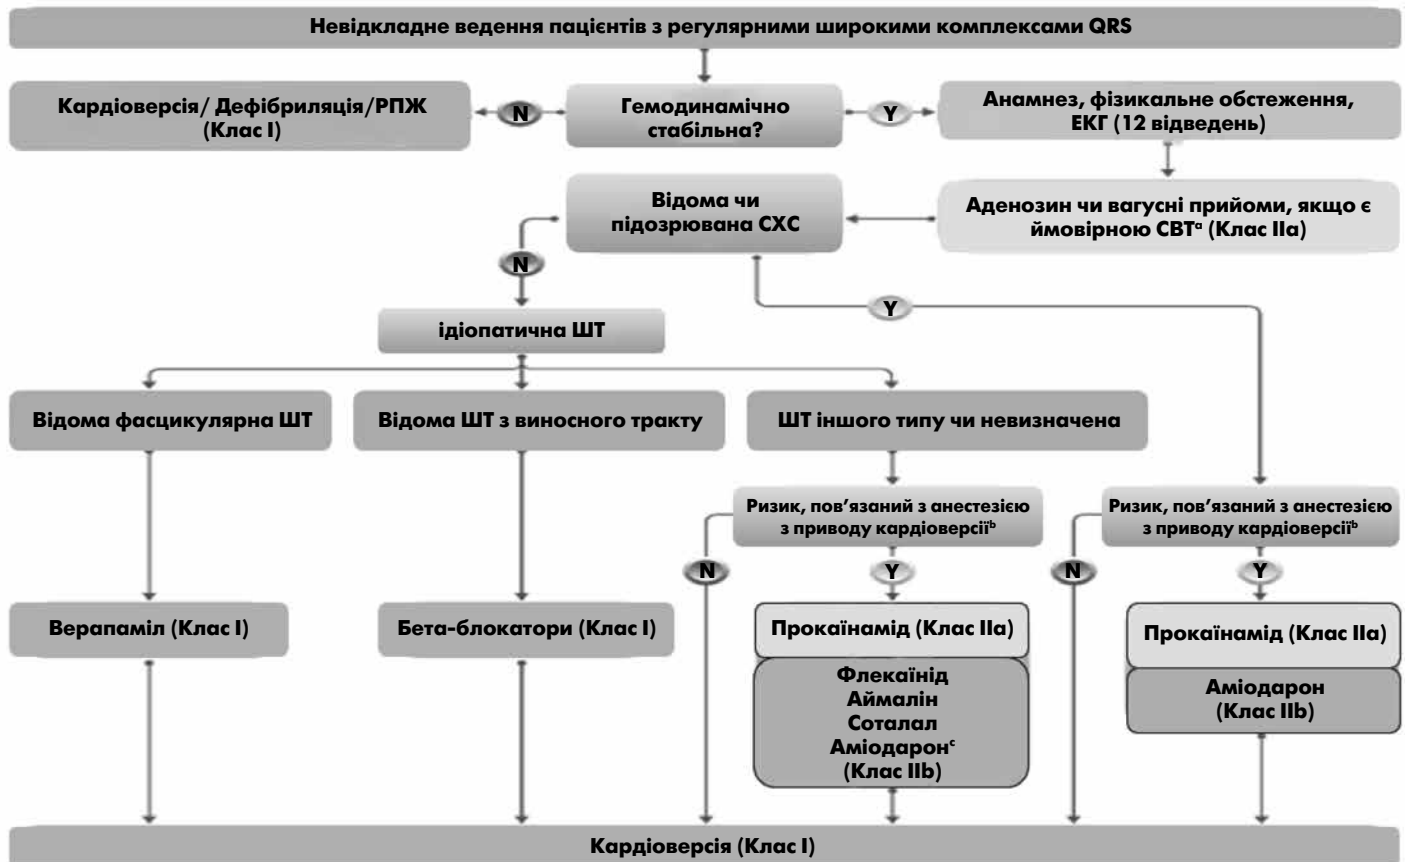 Невідкладне ведення пацієнтів з регулярними широкими комплексами QRS
Кардіоверсія/ Дефібриляція/РПЖ
(Клас I)
N
Гемодинамічно
стабільна?
Y
Анамнез, фізикальне обстеження,
ЕКГ (12 відведень)
Відома чи
підозрювана СХС
Аденозин чи вагусні прийоми, якщо є
ймовірною СВТª (Клас IIa)
N
Y
ідіопатична ШТ
Відома фасцикулярна ШТ
Відома ШТ з виносного тракту
ШТ іншого типу чи невизначена
Ризик, пов’язаний з анестезією
з приводу кардіоверсіїᵇ
Ризик, пов’язаний з анестезією
з приводу кардіоверсіїᵇ
N
Y
N
Y
Верапаміл (Клас I)
Бета-блокатори (Клас I)
Прокаїнамід (Клас IIa)
Флекаїнід
Аймалін
Соталал
Аміодаронᶜ
(Клас IIb)
Прокаїнамід (Клас IIa)
Аміодарон
(Клас IIb)
Кардіоверсія (Клас I)